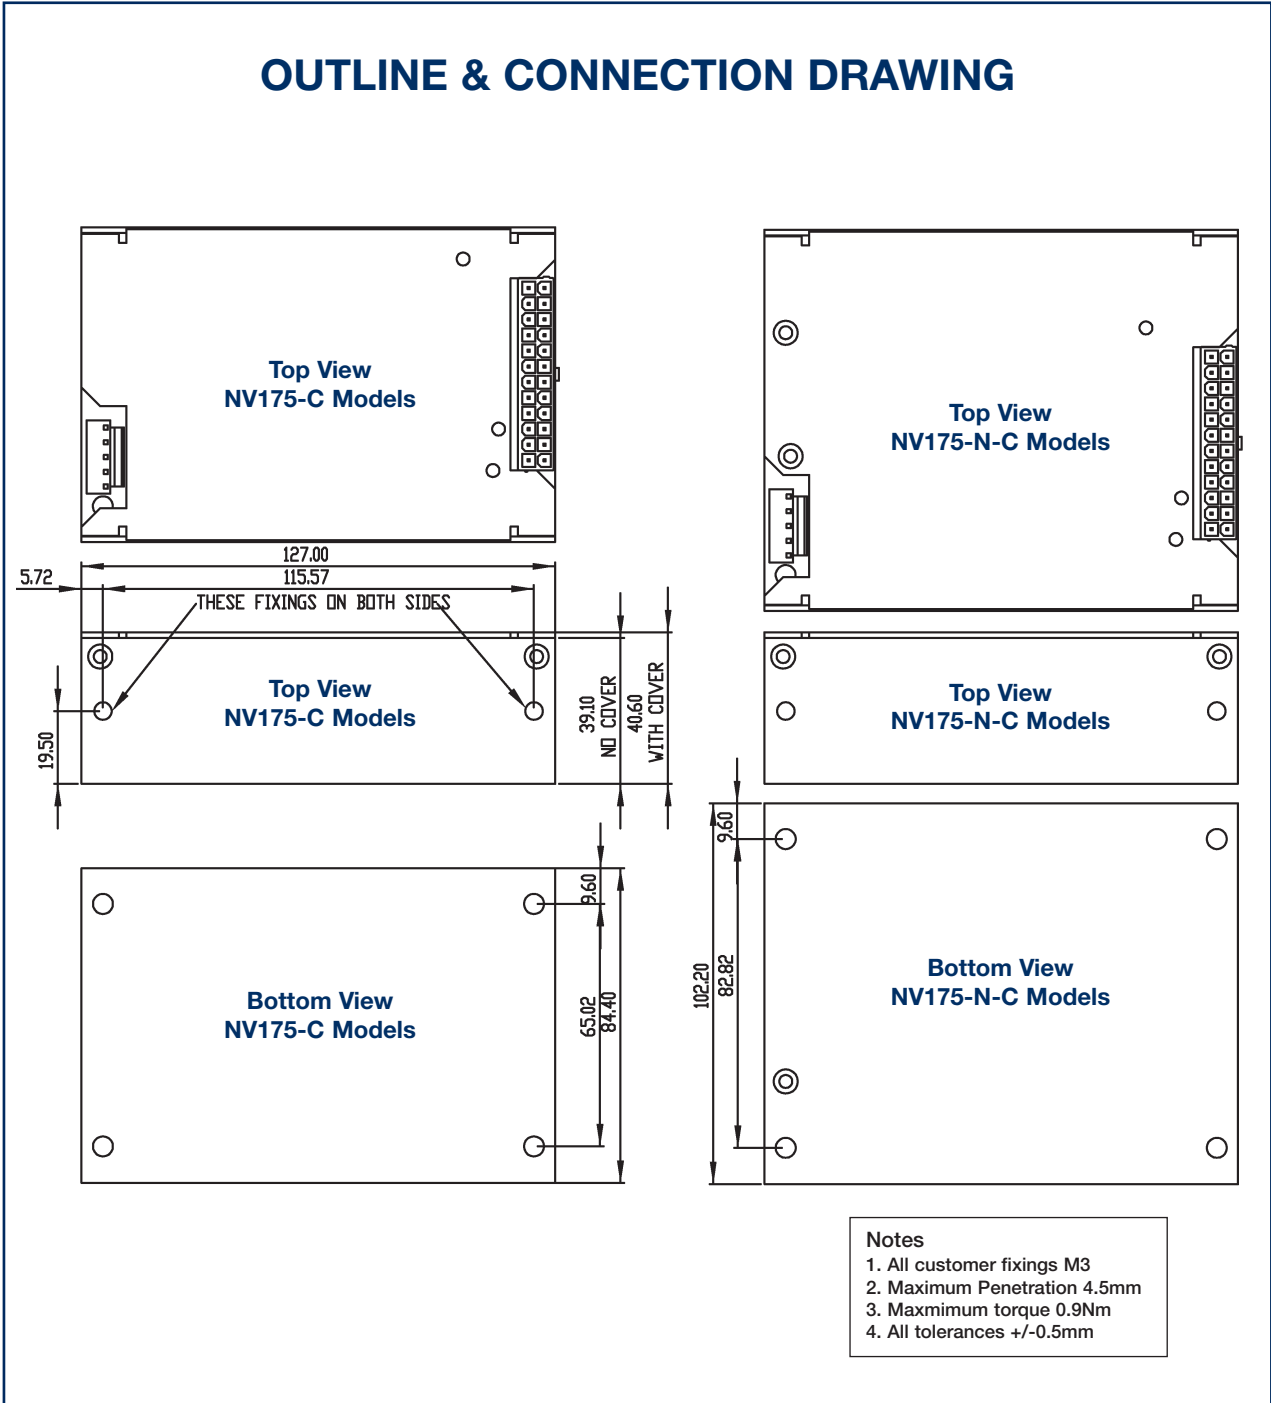 OUTLINE & CONNECTION DRAWING
Top View
NV175-C Models
Top View
NV175-N-C Models
127.00
5.72
115.57
THESE FIXINGS ON BOTH SIDES
Top View
NV175-C Models
19.50
39.10
NO COVER
40.60
WITH COVER
Top View
NV175-N-C Models
9.60
65.02
84.40
Bottom View
NV175-C Models
9.60
102.20
82.82
Bottom View
NV175-N-C Models
Notes
1. All customer fixings M3
2. Maximum Penetration 4.5mm
3. Maxmimum torque 0.9Nm
4. All tolerances +/-0.5mm